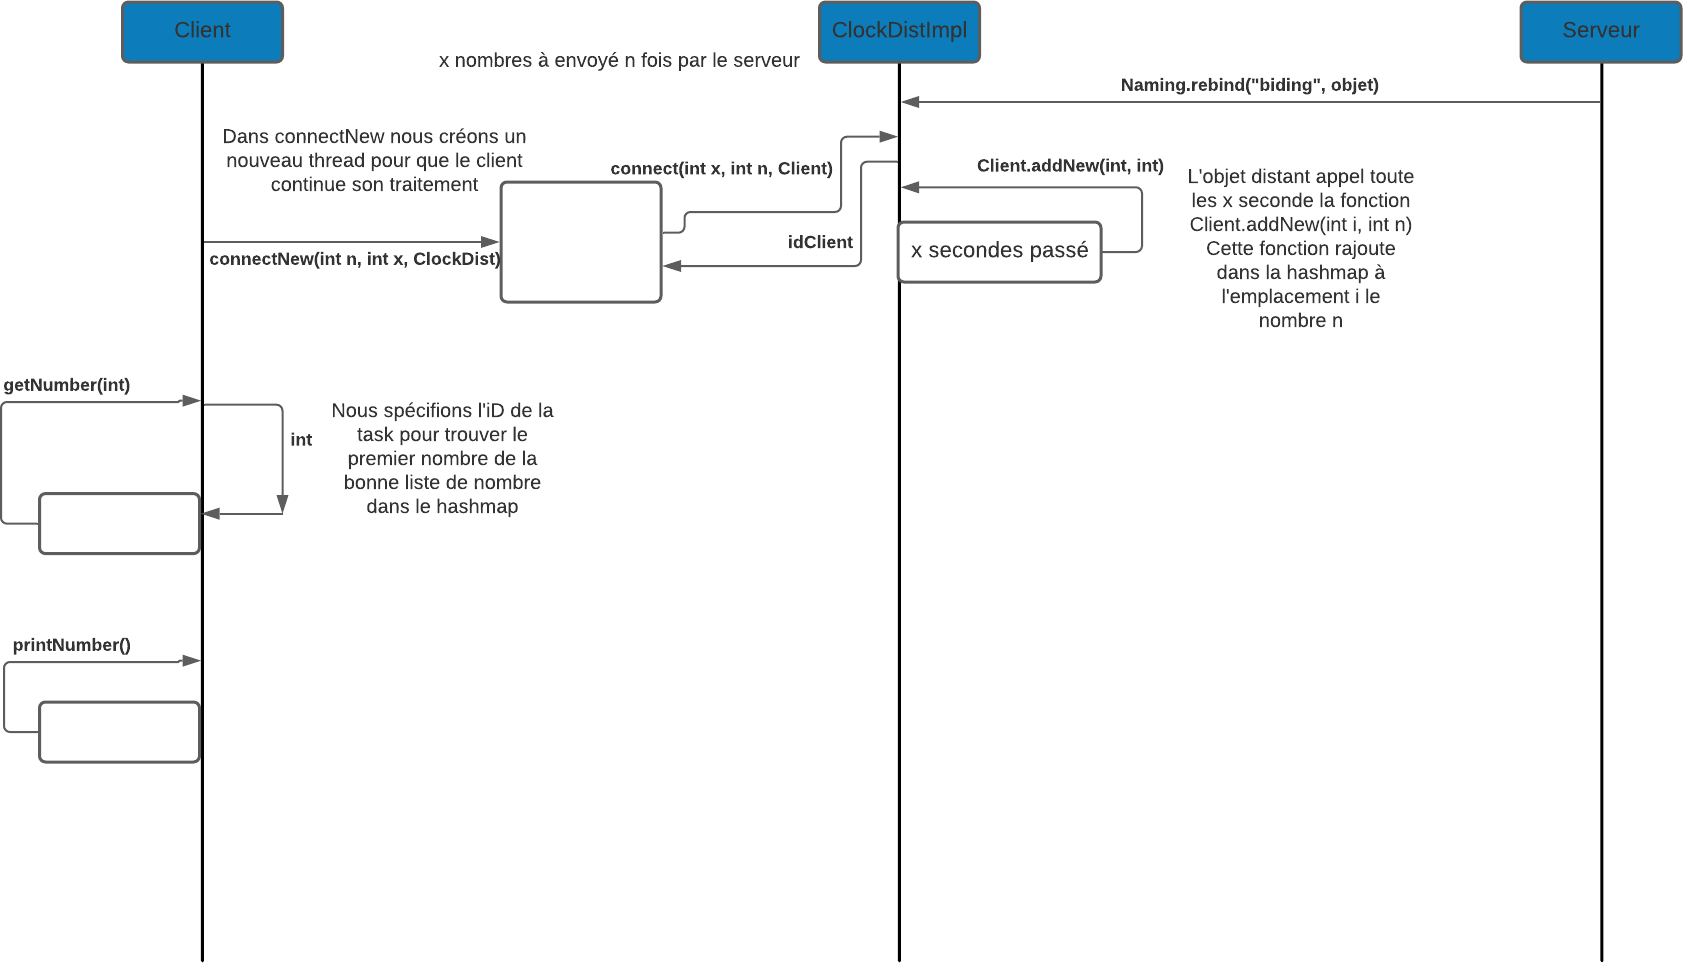 Client
ClockDistImpl
Serveur
x nombres à envoyé n fois par le serveur
Naming.rebind("biding", objet)
Dans connectNew nous créons un
nouveau thread pour que le client
continue son traitement
connect(int x, int n, Client)
Client.addNew(int, int)
L'objet distant appel toute
les x seconde la fonction
Client.addNew(int i, int n)
Cette fonction rajoute
dans la hashmap à
l'emplacement i le
nombre n
connectNew(int n, int x, ClockDist)
idClient
x secondes passé
getNumber(int)
int
Nous spécifions l'iD de la
task pour trouver le
premier nombre de la
bonne liste de nombre
dans le hashmap
printNumber()